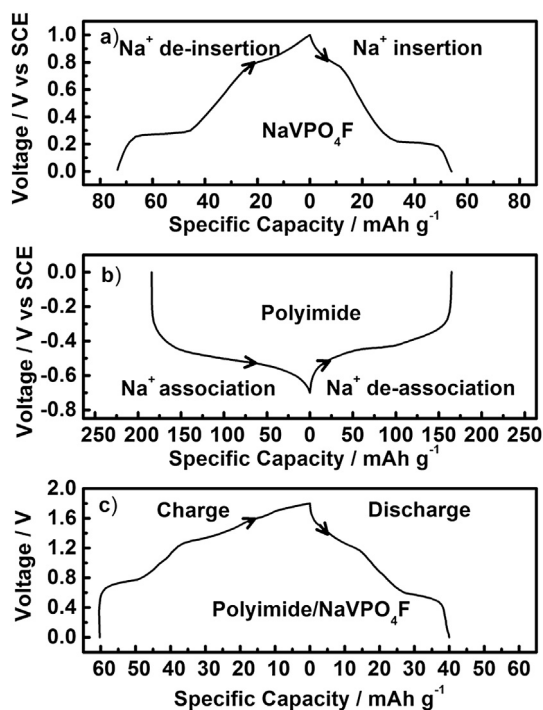 a) Na⁺ de-insertion Na⁺ insertion
NaVPO₄F
Voltage / V vs SCE
1.0
0.8
0.6
0.4
0.2
0.0
80 60 40 20 0 20 40 60 80
Specific Capacity / mAh g⁻¹
b)
Polyimide
Na⁺ association Na⁺ de-association
Voltage / V vs SCE
0.0
-0.2
-0.4
-0.6
-0.8
250 200 150 100 50 0 50 100 150 200 250
Specific Capacity / mAh g⁻¹
c) Charge Discharge
Polyimide/NaVPO₄F
Voltage / V
2.0
1.6
1.2
0.8
0.4
0.0
60 50 40 30 20 10 0 10 20 30 40 50 60
Specific Capacity / mAh g⁻¹